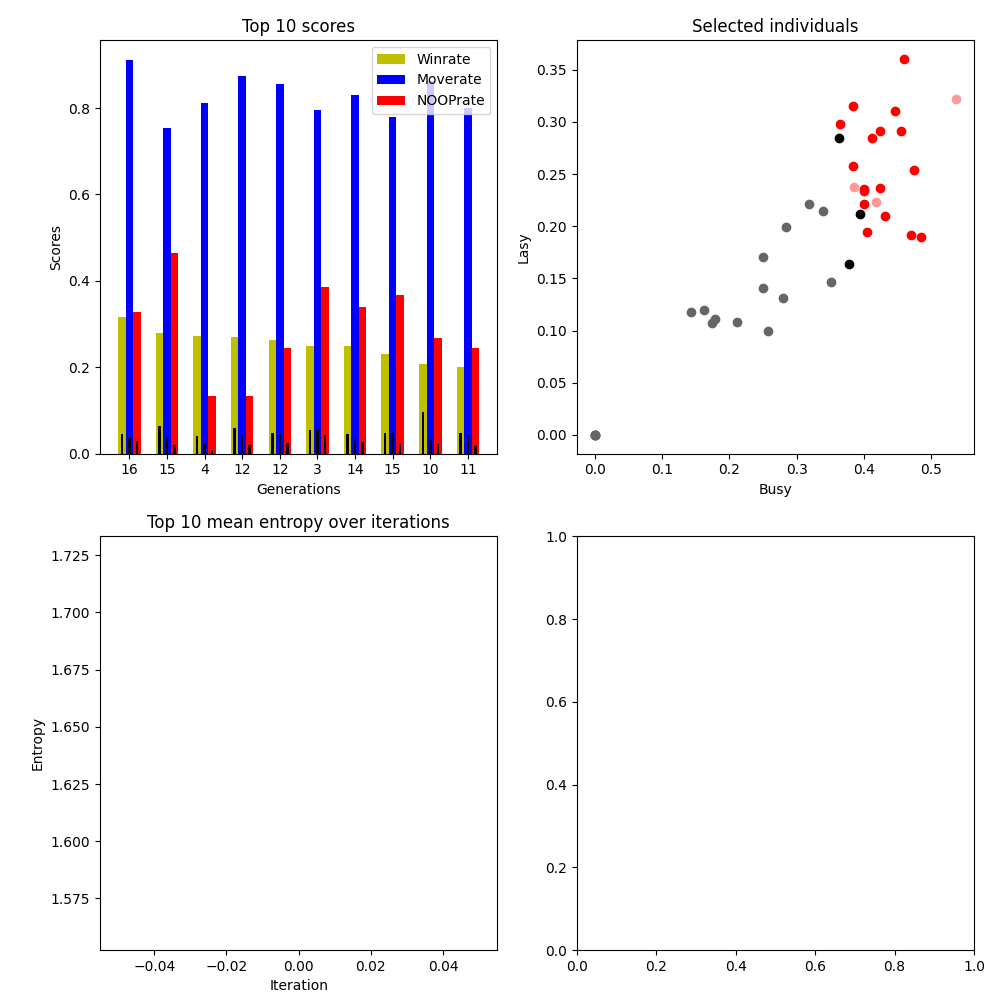 Top 10 scores
Winrate
Moverate
NOOPrate
0.8
0.6
0.4
0.2
0.0
Scores
16 15 4 12 12 3 14 15 10 11
Generations
Selected individuals
0.35
0.30
0.25
0.20
0.15
0.10
0.05
0.00
Lasy
0.0 0.1 0.2 0.3 0.4 0.5
Busy
Top 10 mean entropy over iterations
1.725
1.700
1.675
1.650
1.625
1.600
1.575
Entropy
−0.04 −0.02 0.00 0.02 0.04
Iteration
1.0
0.8
0.6
0.4
0.2
0.0
0.0 0.2 0.4 0.6 0.8 1.0